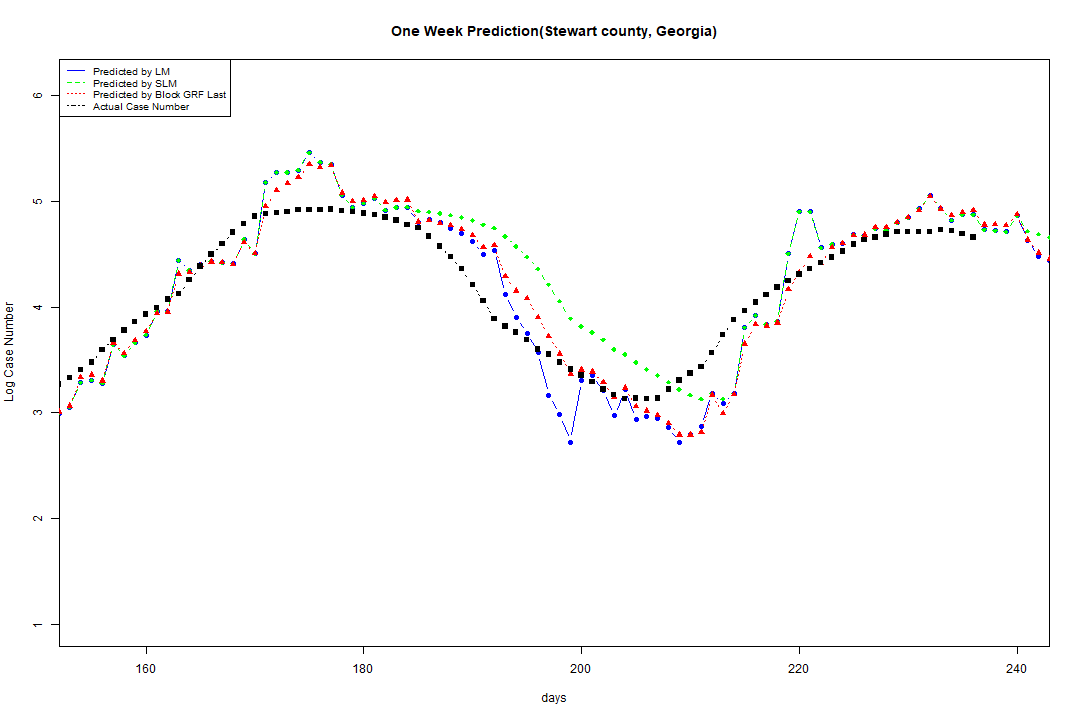 One Week Prediction(Stewart county, Georgia)
Predicted by LM
Predicted by SLM
Predicted by Block GRF Last
Actual Case Number
6
5
4
3
2
1
Log Case Number
160 180 200 220 240
days